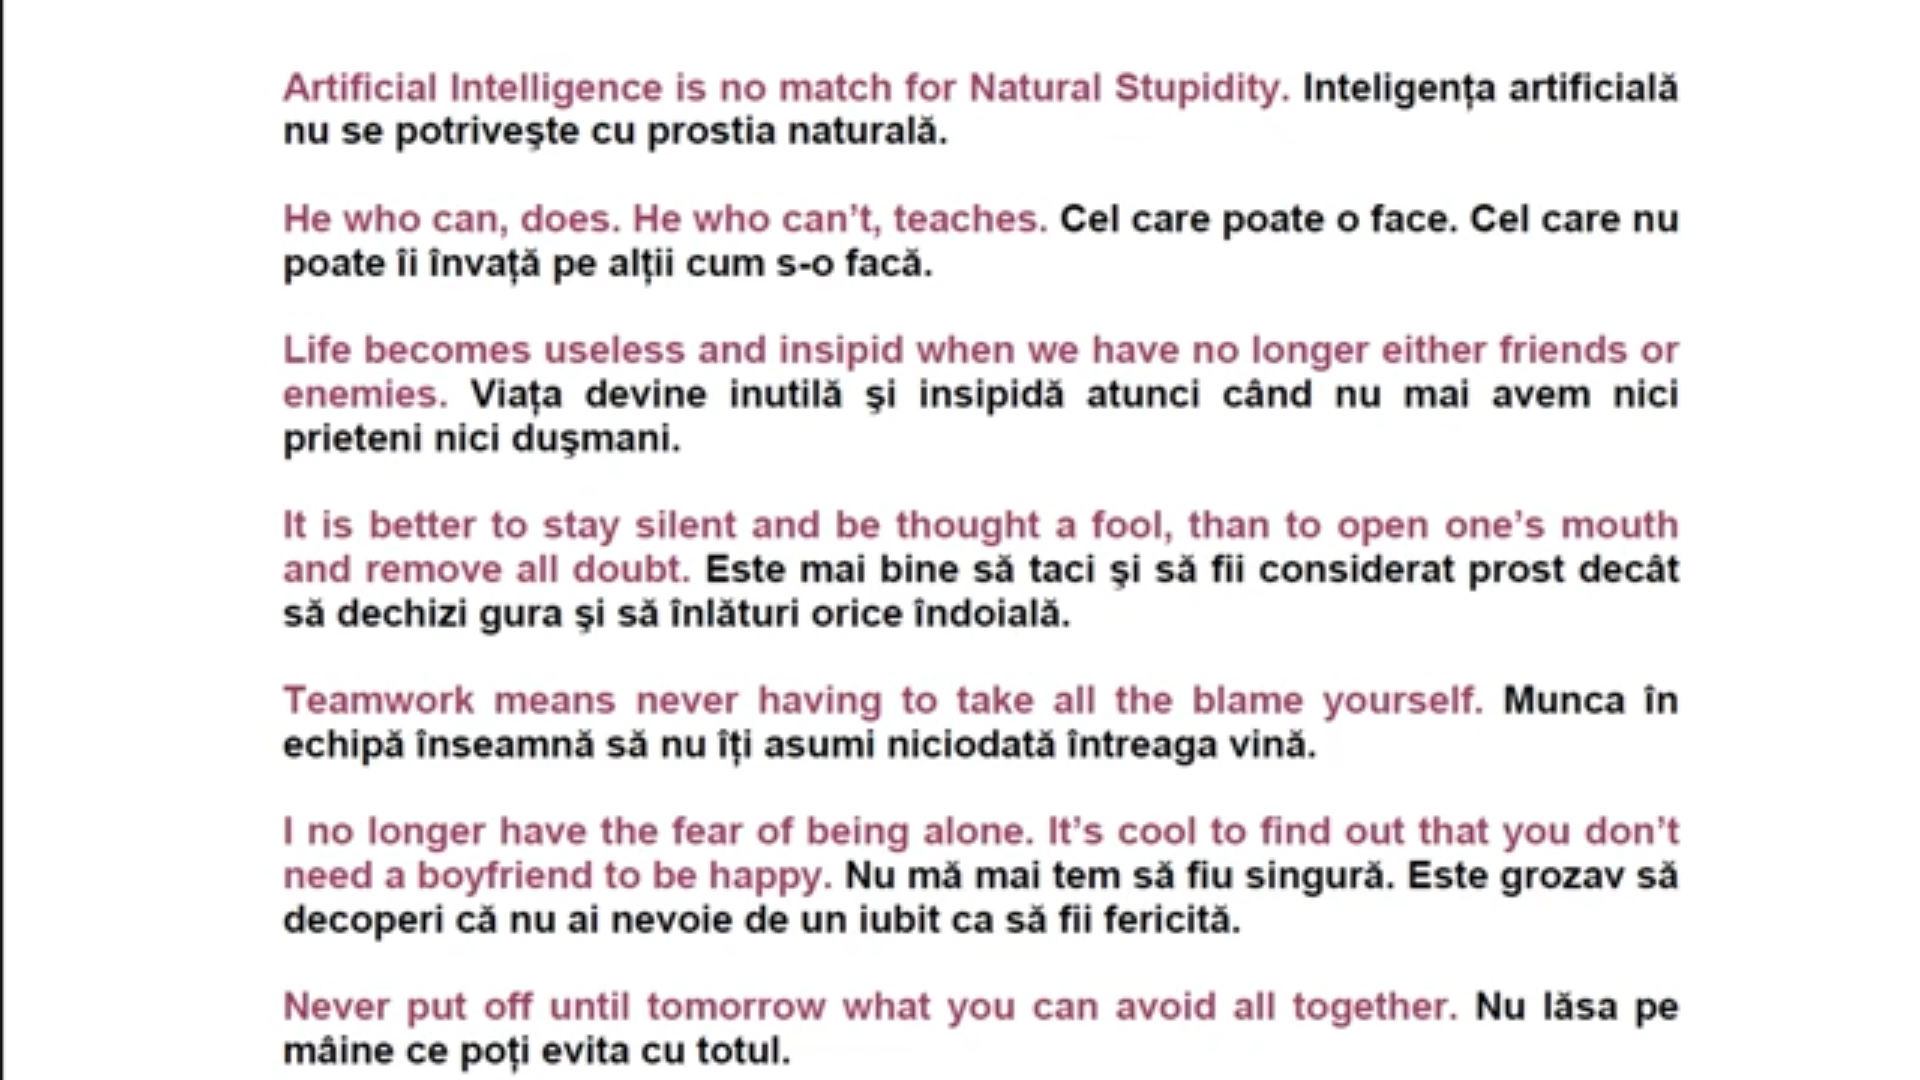 Artificial Intelligence is no match for Natural Stupidity. Inteligența artificială
nu se potriveşte cu prostia naturală.
He who can, does. He who can’t, teaches. Cel care poate o face. Cel care nu
poate îi învață pe alții cum s-o facă.
Life becomes useless and insipid when we have no longer either friends or
enemies. Viața devine inutilă şi insipidă atunci când nu mai avem nici
prieteni nici duşmani.
It is better to stay silent and be thought a fool, than to open one’s mouth
and remove all doubt. Este mai bine să taci şi să fii considerat prost decât
să dechizi gura şi să înlături orice îndoială.
Teamwork means never having to take all the blame yourself. Munca în
echipă înseamnă să nu îți asumi niciodată întreaga vină.
I no longer have the fear of being alone. It’s cool to find out that you don’t
need a boyfriend to be happy. Nu mă mai tem să fiu singură. Este grozav să
decoperi că nu ai nevoie de un iubit ca să fii fericită.
Never put off until tomorrow what you can avoid all together. Nu lăsa pe
mâine ce poți evita cu totul.